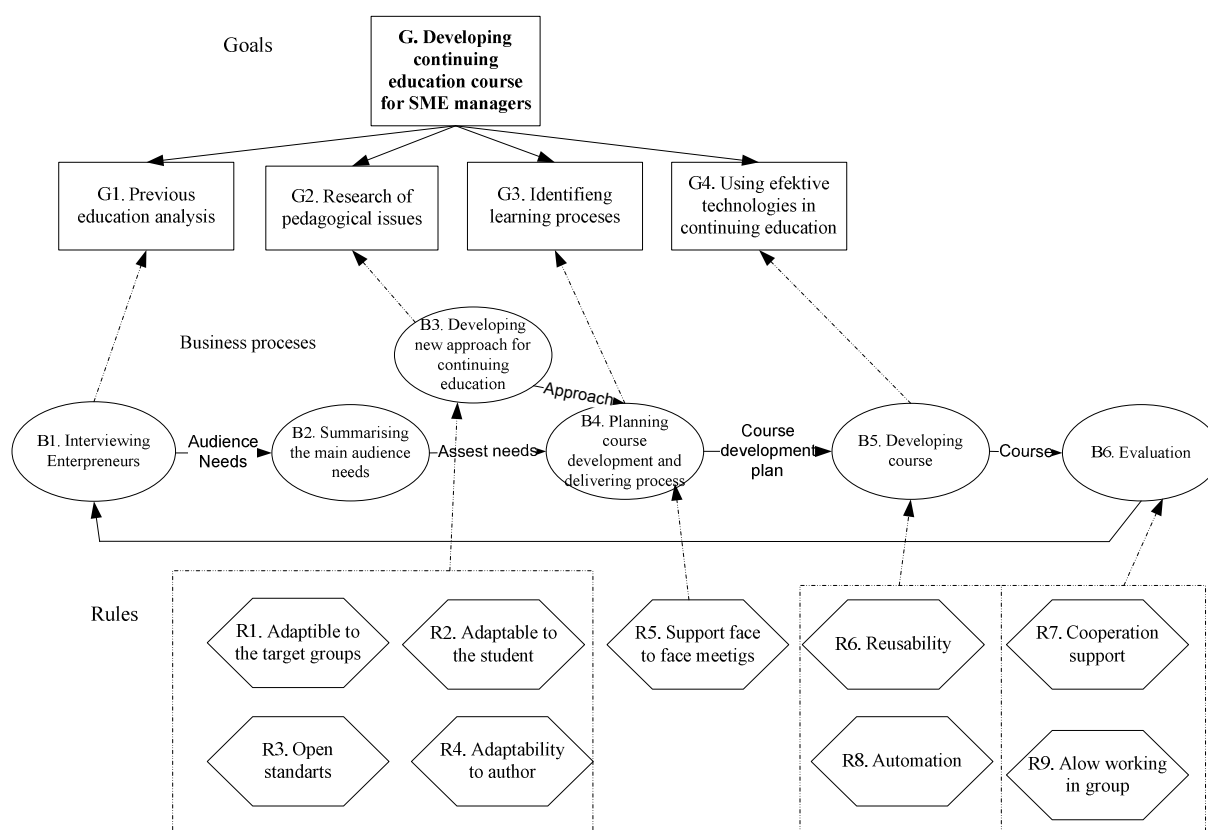 Goals
G. Developing
continuing
education course
for SME managers
G1. Previous
education analysis
G2. Research of
pedagogical issues
G3. Identifieng
learning proceses
G4. Using efektive
technologies in
continuing education
Business proceses
B3. Developing
new approach for
continuing
education
Approach
B1. Interviewing
Enterpreneurs
Audience
Needs
B2. Summarising
the main audience
needs
Assest needs
B4. Planning
course
development and
delivering process
Course
development
plan
B5. Developing
course
Course
B6. Evaluation
Rules
R1. Adaptible to
the target groups
R2. Adaptable to
the student
R5. Support face
to face meetigs
R6. Reusability
R7. Cooperation
support
R3. Open
standarts
R4. Adaptability
to author
R8. Automation
R9. Alow working
in group